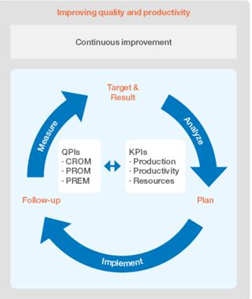 Improving quality and productivity
Continuous improvement
Target &
Result
Measure
Analyze
QPIs
· CROM
· PROM
· PREM
KPIs
· Production
· Productivity
· Resources
Follow-up
Plan
Implement